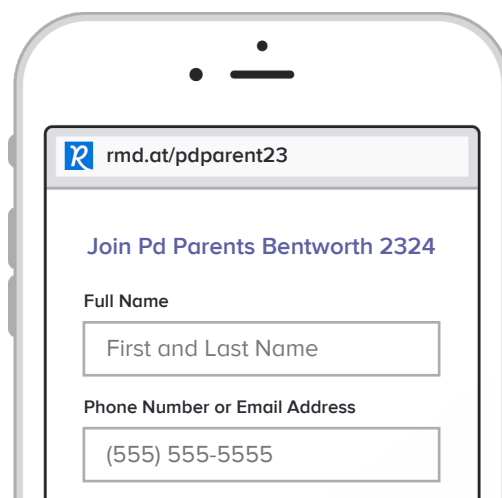 rmd.at/pdparent23
Join Pd Parents Bentworth 2324
Full Name
First and Last Name
Phone Number or Email Address
(555) 555-5555